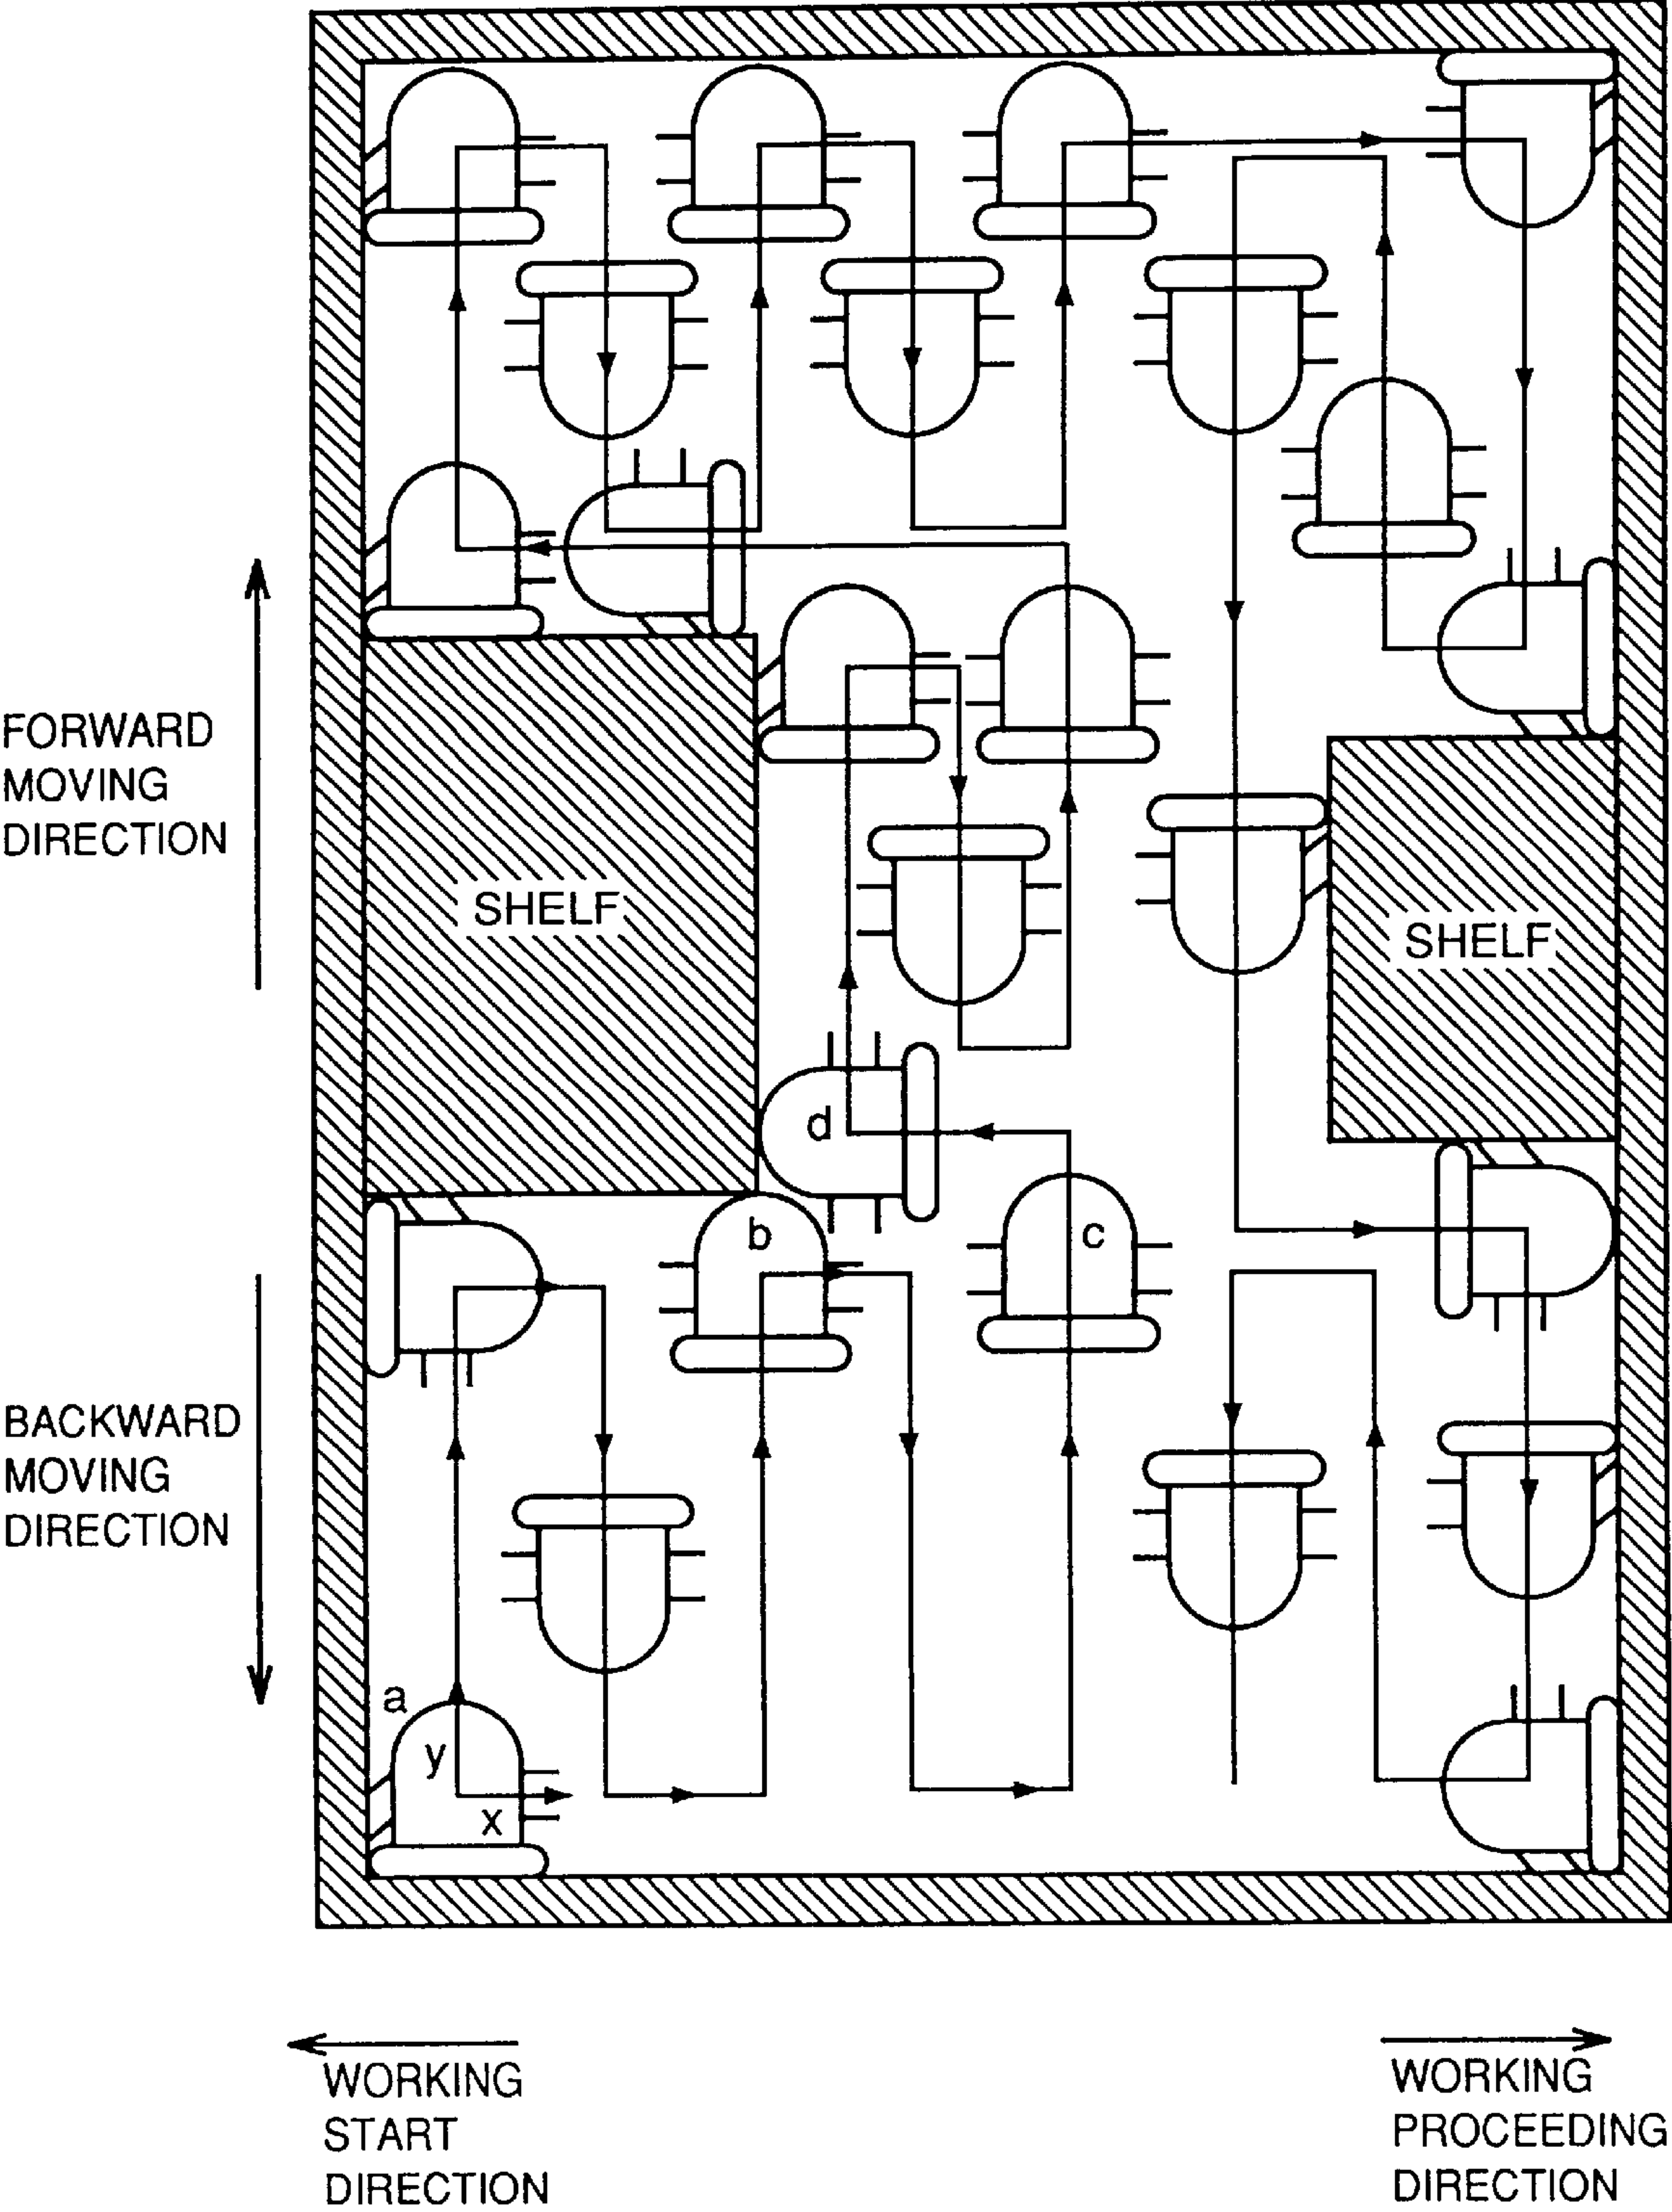 FORWARD
MOVING
DIRECTION
SHELF
SHELF
d
b
c
BACKWARD
MOVING
DIRECTION
a
y
x
WORKING
START
DIRECTION
WORKING
PROCEEDING
DIRECTION